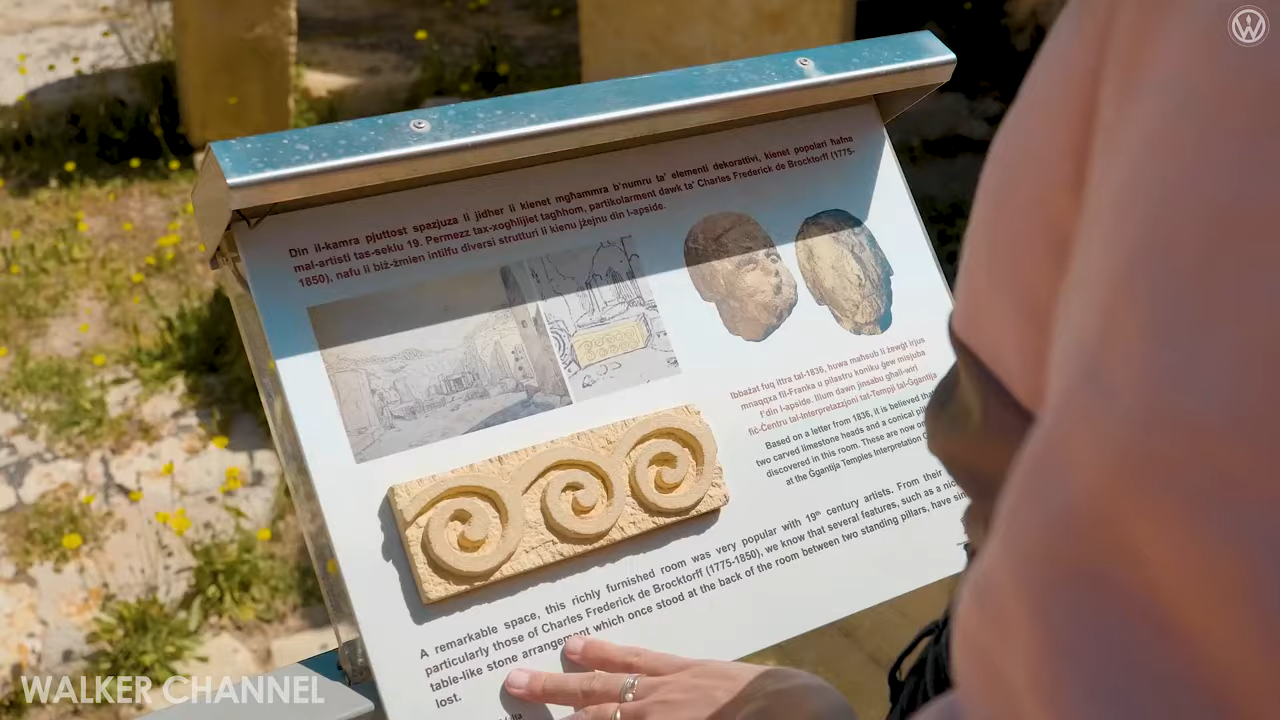 Din il-kamra pjuttost spazjuza li jidher li kienet mgħammra b'numru ta' elementi dekorattivi, kienet popolari ħafna
mal-artisti tas-seklu 19. Permezz tax-xogħlijiet tagħhom, partikolarment dawk ta' Charles Frederick de Brocktorff (1775-
1850), nafu li biż-żmien intilfu diversi strutturi li kienu jżejnu din l-apside.
Ibbażat fuq ittra tal-1836, huwa maħsub li żewġt irjus
mnaqqxa fil-Franka u pilastru koniku ġew misjuba
f'din l-apside. Illum dawn jinsabu għall-wiri
fiċ-Ċentru tal-Interpretazzjoni tat-Tempji tal-Ġgantija
Based on a letter from 1836, it is believed that
two carved limestone heads and a conical
discovered in this room. These are now on
at the Ġgantija Temples Interpretation
A remarkable space, this richly furnished room was very popular with 19th century artists. From their
particularly those of Charles Frederick de Brocktorff (1775-1850), we know that several features, such as a
table-like stone arrangement which once stood at the back of the room between two standing pillars, have
lost.
WALKER CHANNEL
W